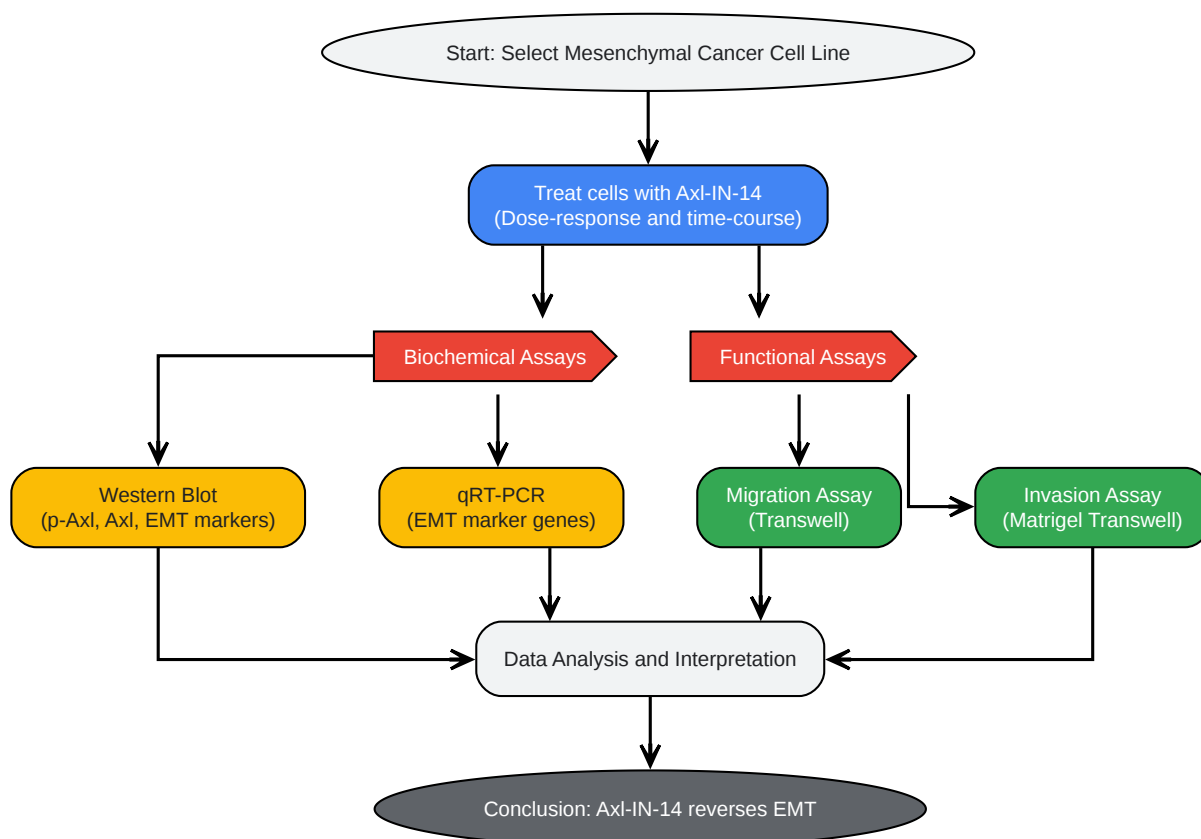 Start: Select Mesenchymal Cancer Cell Line
Treat cells with Axl-IN-14
(Dose-response and time-course)
Biochemical Assays
Functional Assays
Western Blot
(p-Axl, Axl, EMT markers)
qRT-PCR
(EMT marker genes)
Migration Assay
(Transwell)
Invasion Assay
(Matrigel Transwell)
Data Analysis and Interpretation
Conclusion: Axl-IN-14 reverses EMT